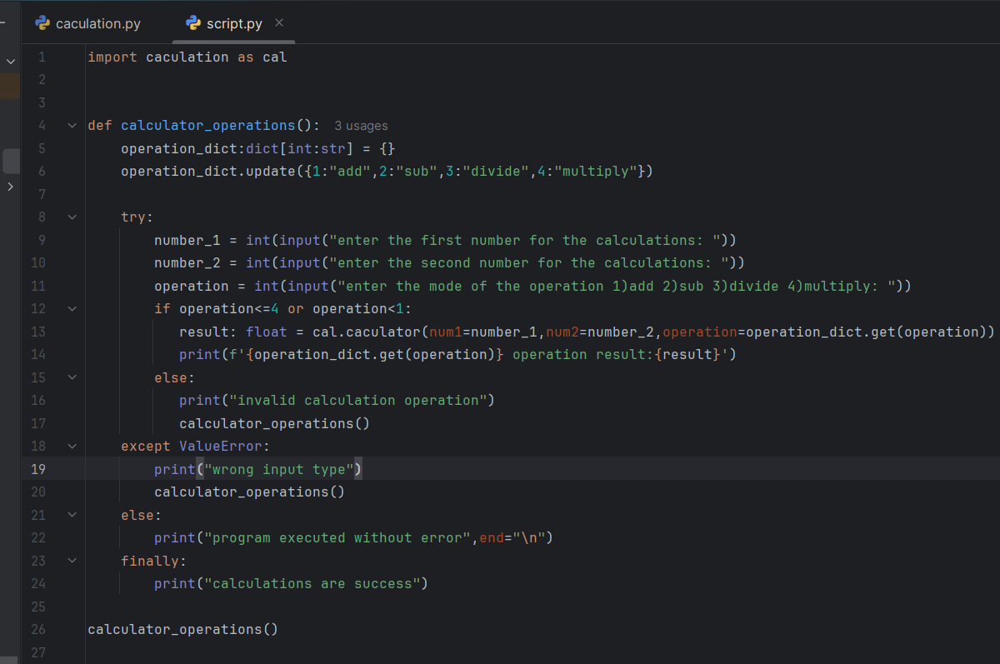 caculation.py script.py
1 import caculation as cal
2
3
4 def calculator_operations(): 3 usages
5     operation_dict:dict[int:str] = {}
6     operation_dict.update({1:"add",2:"sub",3:"divide",4:"multiply"})
7
8     try:
9         number_1 = int(input("enter the first number for the calculations: "))
10         number_2 = int(input("enter the second number for the calculations: "))
11         operation = int(input("enter the mode of the operation 1)add 2)sub 3)divide 4)multiply: "))
12         if operation<=4 or operation<1:
13            result: float = cal.caculator(num1=number_1,num2=number_2,operation=operation_dict.get(operation))
14            print(f'{operation_dict.get(operation)} operation result:{result}')
15         else:
16            print("invalid calculation operation")
17            calculator_operations()
18     except ValueError:
19         print("wrong input type")
20         calculator_operations()
21     else:
22         print("program executed without error",end="\n")
23     finally:
24         print("calculations are success")
25
26 calculator_operations()
27